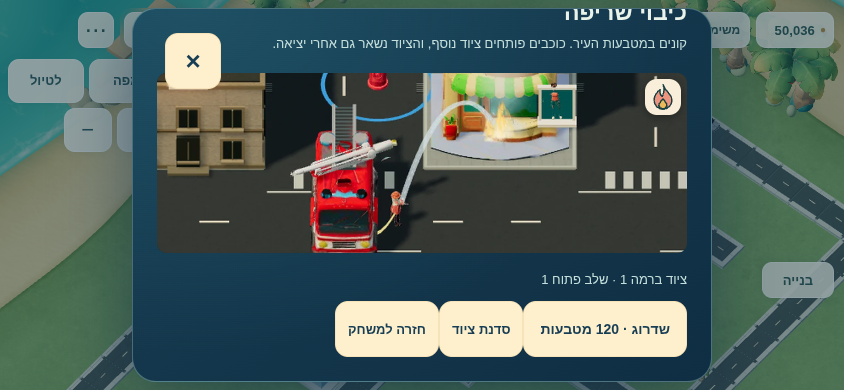 50,036
משימ
...
לטיול
מפה
–
כיבוי שריפה
קונים במטבעות העיר. כוכבים פותחים ציוד נוסף, והציוד נשאר גם אחרי יציאה.
×
ציוד ברמה 1 · שלב פתוח 1
שדרוג · 120 מטבעות
סדנת ציוד
חזרה למשחק
בנייה